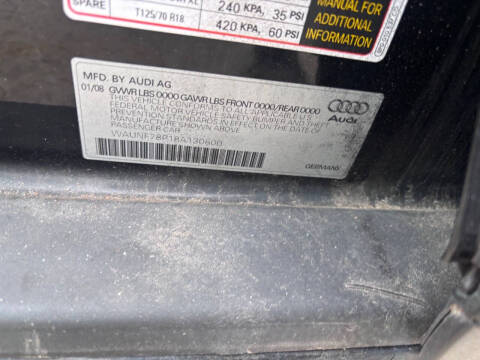 240 KPA, 35 PSI
SPARE T125/70 R18 420 KPA, 60 PSI
MANUAL FOR
ADDITIONAL
INFORMATION
MFD. BY AUDI AG
01/08 GVWR LBS 0000 GAWR LBS FRONT 0000/REAR 0000
THIS VEHICLE CONFORMS TO ALL APPLICABLE U.S.
FEDERAL MOTOR VEHICLE SAFETY BUMPER AND THEFT
PREVENTION STANDARDS IN EFFECT ON THE DATE OF
MANUFACTURE SHOWN ABOVE.
PASSENGER CAR
Audi
GERMANY